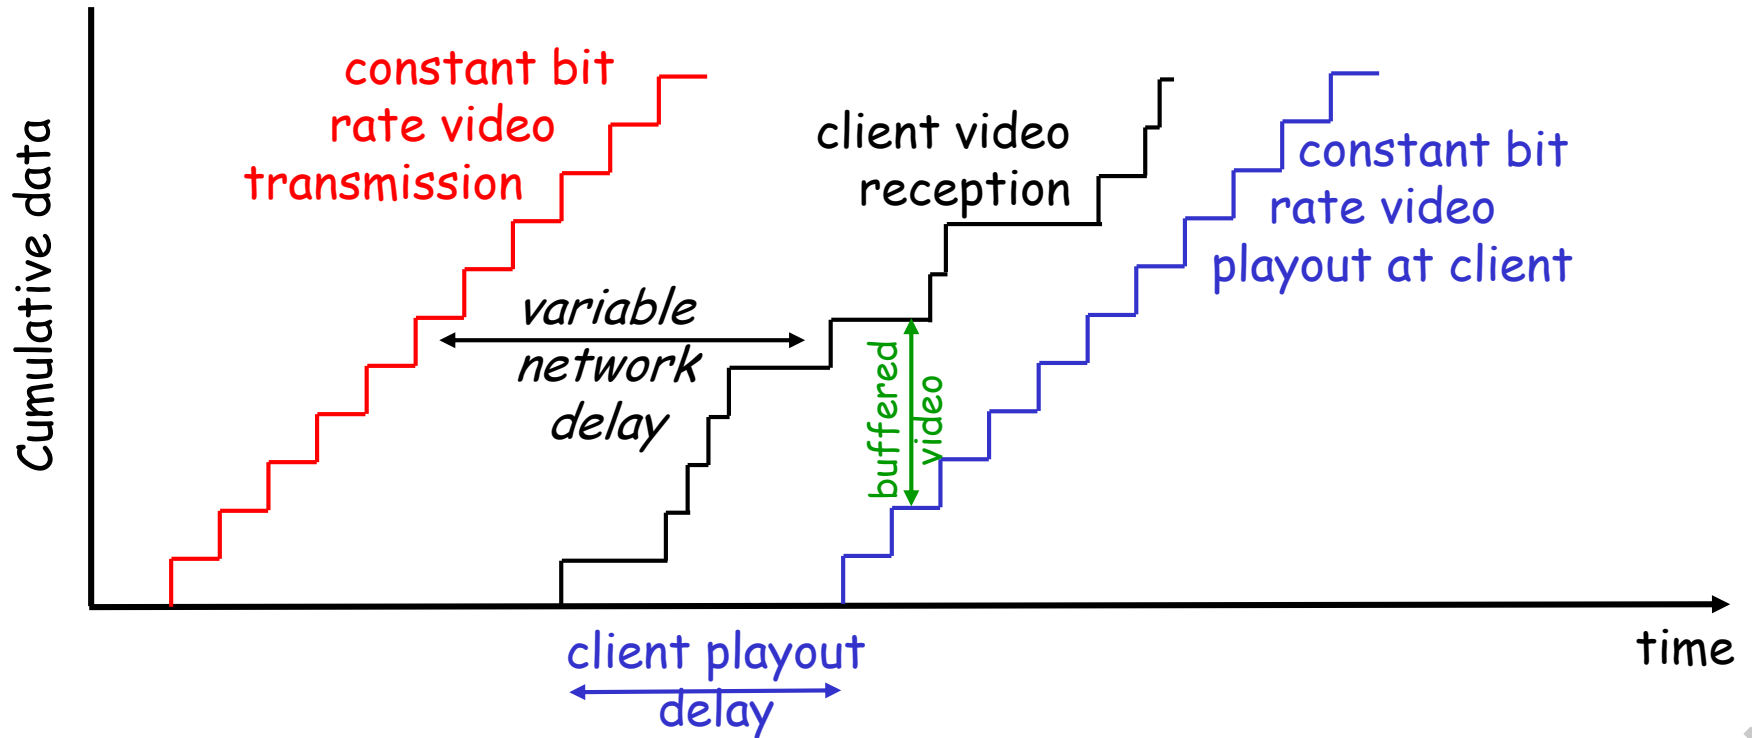 constant bit
rate video
transmission
client video
reception
constant bit
rate video
playout at client
Cumulative data
variable
network
delay
buffered
video
time
client playout
delay